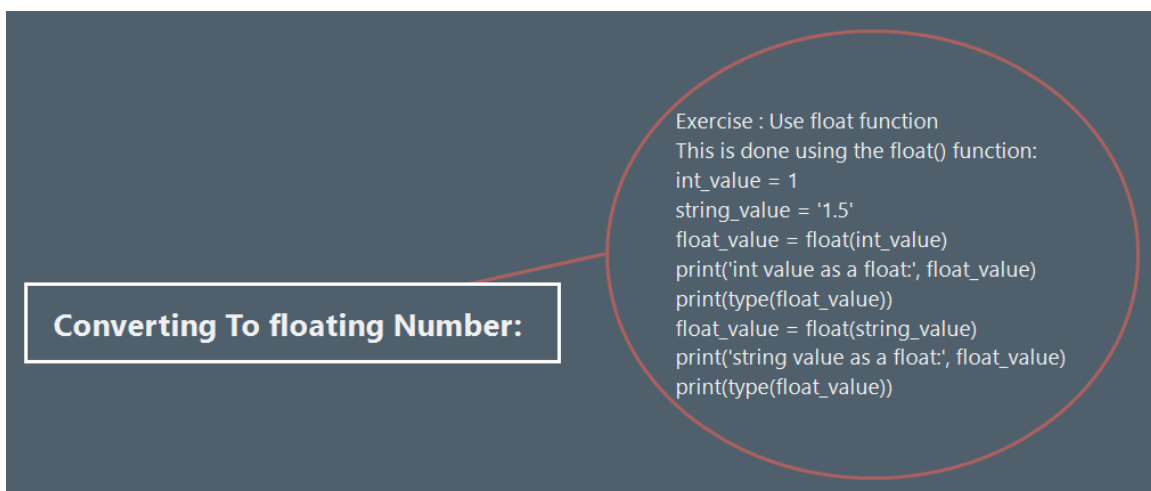 Exercise : Use float function
This is done using the float() function:
int_value = 1
string_value = '1.5'
float_value = float(int_value)
print('int value as a float:', float_value)
print(type(float_value))
float_value = float(string_value)
print('string value as a float:', float_value)
print(type(float_value))
Converting To floating Number: